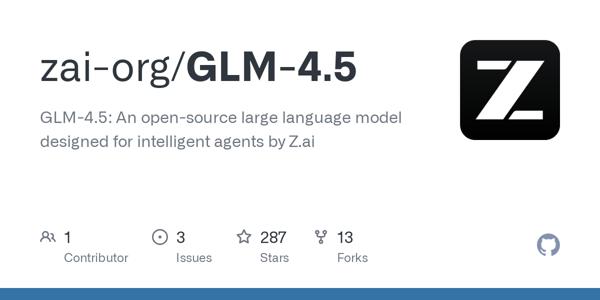 zai-org/GLM-4.5
GLM-4.5: An open-source large language model
designed for intelligent agents by Z.ai
Z
1
Contributor
3
Issues
287
Stars
13
Forks